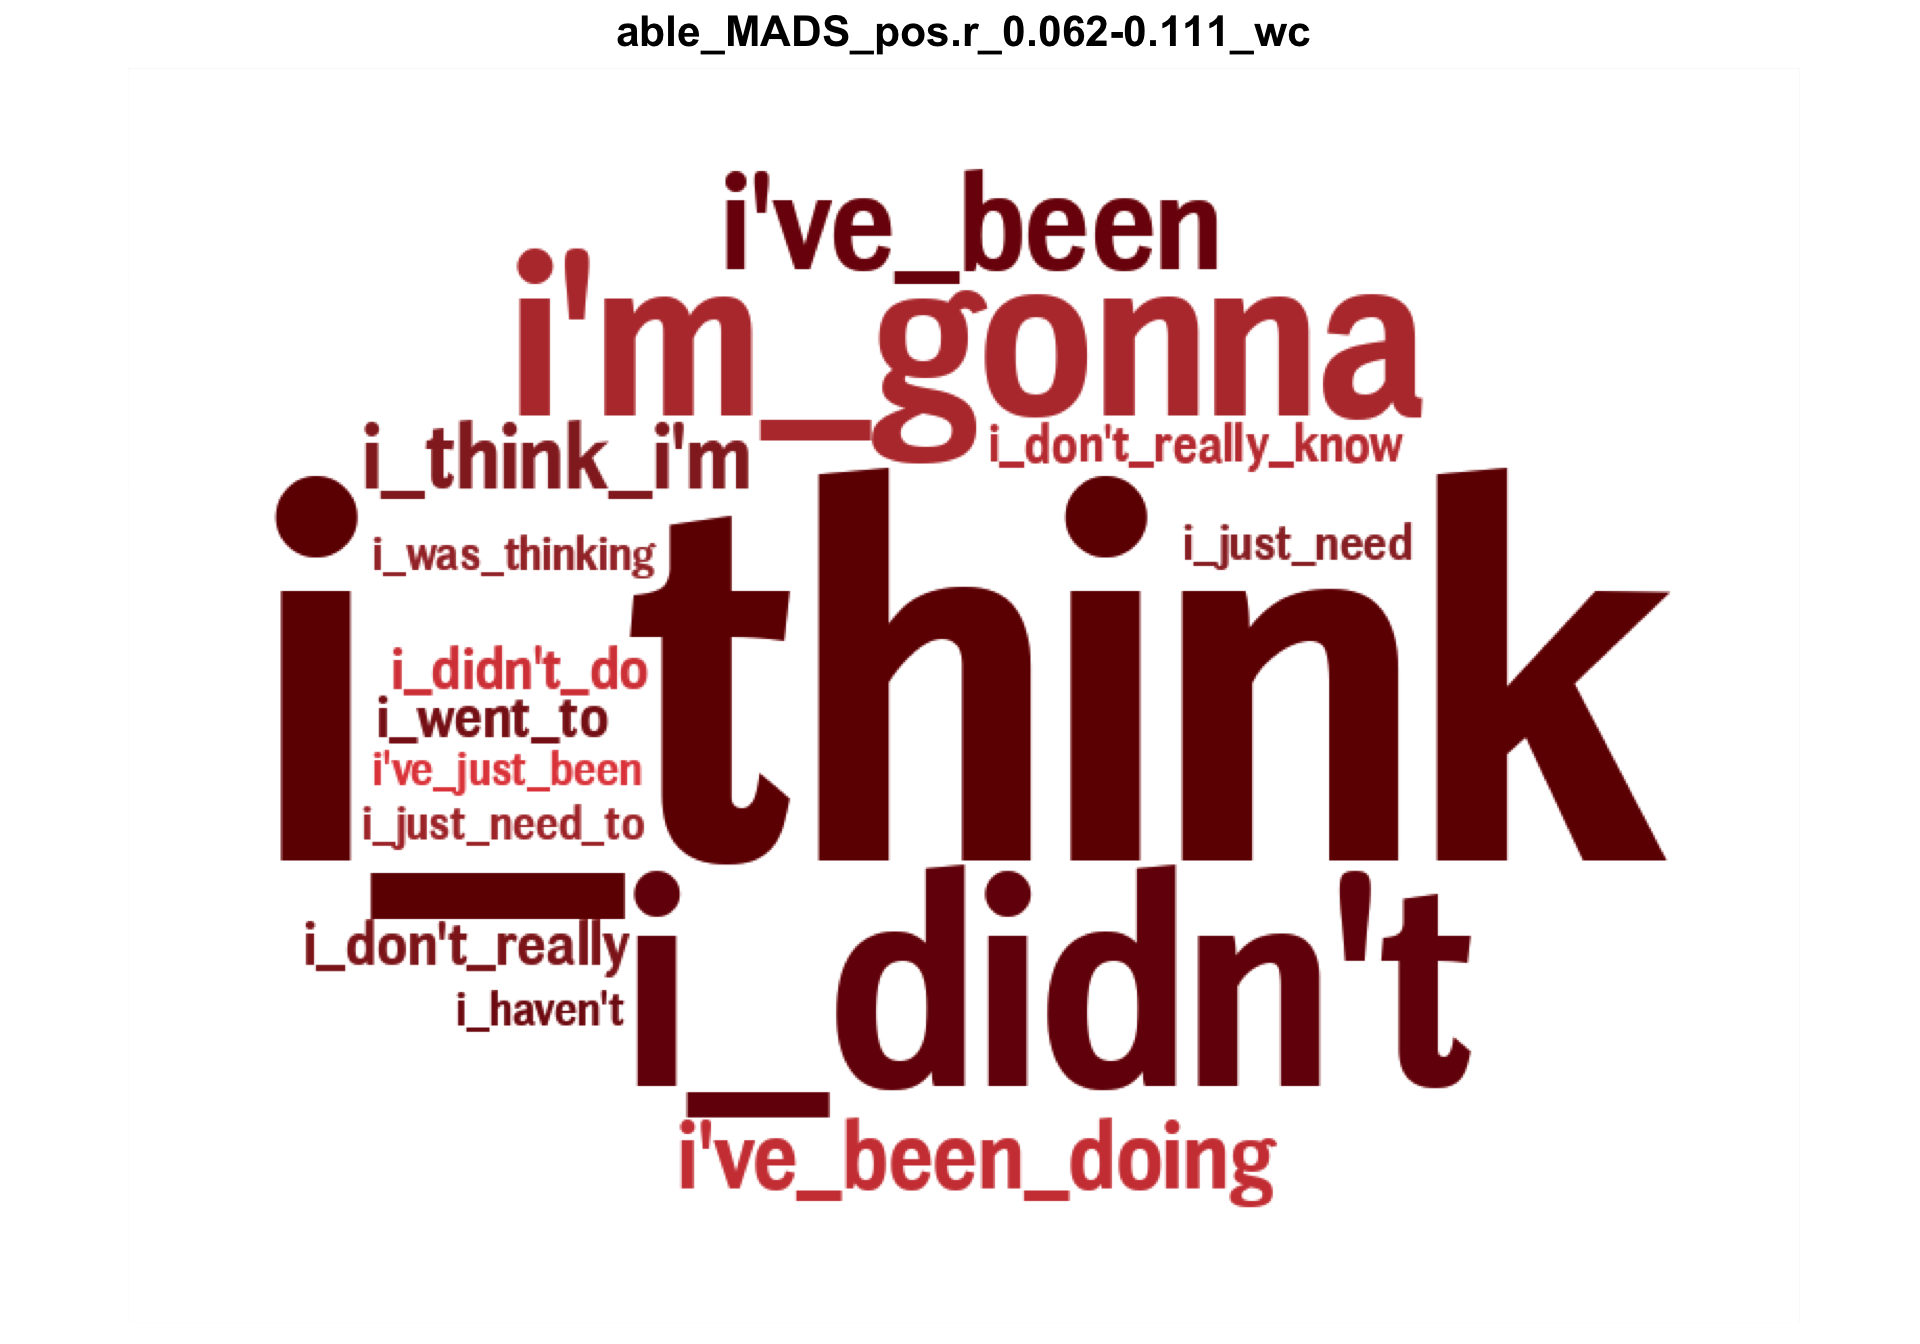 able_MADS_pos.r_0.062-0.111_wc
i've_been
i'm_gonna
i_think_i'm
i_don't_really_know
i_think
i_was_thinking
i_just_need
i_didn't_do
i_went_to
i've_just_been
i_just_need_to
i_don't_really
i_haven't
i_didn't
i've_been_doing